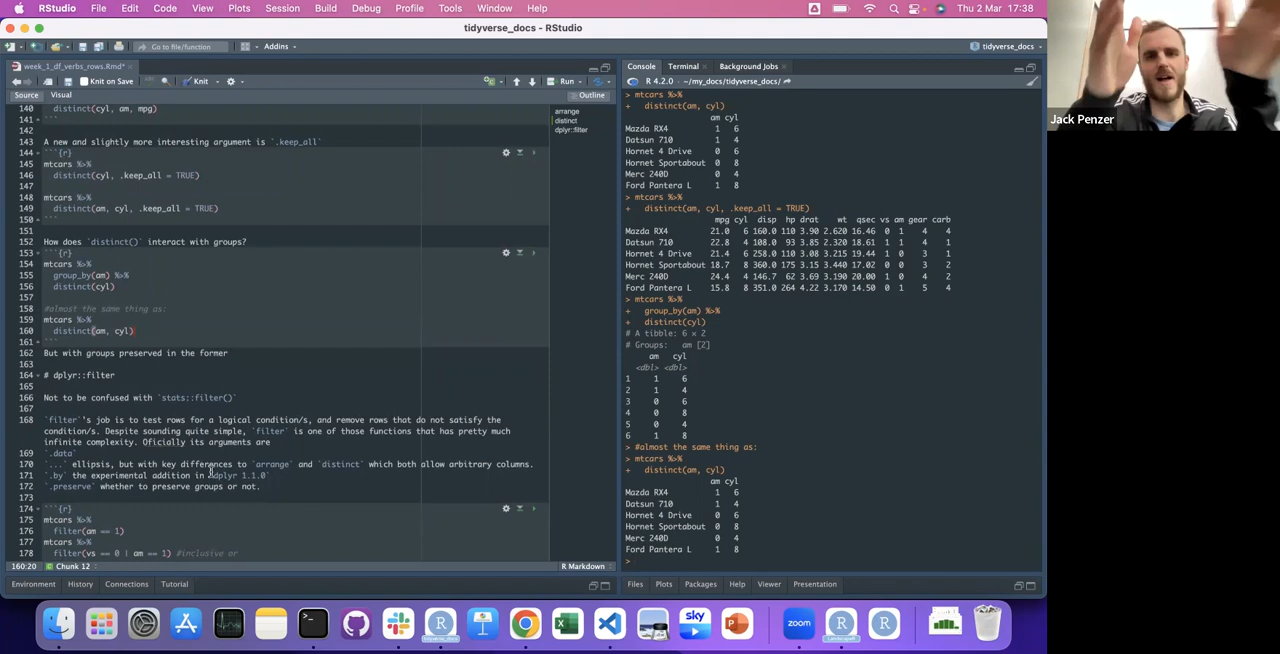 RStudio File Edit Code View Plots Session Build Debug Profile Tools Window Help Thu 2 Mar 17:38
tidyverse_docs - RStudio
Go to file/function Addins tidyverse_docs
week_1_df_verbs_rows.Rmd*
Knit on Save Knit Run
Source Visual Outline
140 distinct(cyl, am, mpg)
141 ```
142
143 A new and slightly more interesting argument is `.keep_all`
144 ```{r}
145 mtcars %>%
146 distinct(cyl, .keep_all = TRUE)
147
148 mtcars %>%
149 distinct(am, cyl, .keep_all = TRUE)
150 ```
151
152 How does `distinct()` interact with groups?
153 ```{r}
154 mtcars %>%
155 group_by(am) %>%
156 distinct(cyl)
157
158 #almost the same thing as:
159 mtcars %>%
160 distinct(am, cyl)
161 ```
162 But with groups preserved in the former
163
164 # dplyr::filter
165
166 Not to be confused with `stats::filter()`
167
168 `filter`'s job is to test rows for a logical condition/s, and remove rows that do not satisfy the
condition/s. Despite sounding quite simple, `filter` is one of those functions that has pretty much
infinite complexity. Oficially its arguments are
169 `.data`
170 `...` ellipsis, but with key differences to `arrange` and `distinct` which both allow arbitrary columns.
171 `.by` the experimental addition in `dplyr 1.1.0`
172 `.preserve` whether to preserve groups or not.
173
174 ```{r}
175 mtcars %>%
176 filter(am == 1)
177 mtcars %>%
178 filter(vs == 0 | am == 1) #inclusive or
160:20 Chunk 12 R Markdown
arrange
distinct
dplyr::filter
Environment History Connections Tutorial
Console Terminal Background Jobs
R 4.2.0 · ~/my_docs/tidyverse_docs/
> mtcars %>%
+ distinct(am, cyl)
am cyl
Mazda RX4 1 6
Datsun 710 1 4
Hornet 4 Drive 0 6
Hornet Sportabout 0 8
Merc 240D 0 4
Ford Pantera L 1 8
> mtcars %>%
+ distinct(am, cyl, .keep_all = TRUE)
mpg cyl disp hp drat wt qsec vs am gear carb
Mazda RX4 21.0 6 160.0 110 3.90 2.620 16.46 0 1 4 4
Datsun 710 22.8 4 108.0 93 3.85 2.320 18.61 1 1 4 1
Hornet 4 Drive 21.4 6 258.0 110 3.08 3.215 19.44 1 0 3 1
Hornet Sportabout 18.7 8 360.0 175 3.15 3.440 17.02 0 0 3 2
Merc 240D 24.4 4 146.7 62 3.69 3.190 20.00 1 0 4 2
Ford Pantera L 15.8 8 351.0 264 4.22 3.170 14.50 0 1 5 4
> mtcars %>%
+ group_by(am) %>%
+ distinct(cyl)
# A tibble: 6 × 2
# Groups: am [2]
am cyl
<dbl> <dbl>
1 1 6
2 1 4
3 0 6
4 0 8
5 0 4
6 1 8
> #almost the same thing as:
> mtcars %>%
+ distinct(am, cyl)
am cyl
Mazda RX4 1 6
Datsun 710 1 4
Hornet 4 Drive 0 6
Hornet Sportabout 0 8
Merc 240D 0 4
Ford Pantera L 1 8
>
Files Plots Packages Help Viewer Presentation
Jack Penzer
sky
zoom
tidyverse_docs